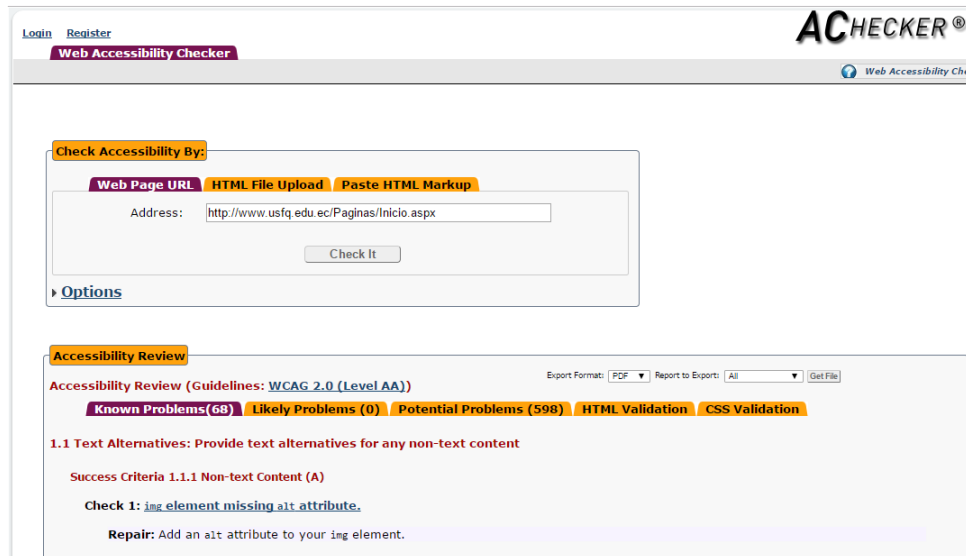 Login Register
ACHECKER®
Web Accessibility Checker
Web Accessibility
Check Accessibility By:
Web Page URL HTML File Upload Paste HTML Markup
Address: http://www.usfq.edu.ec/Paginas/Inicio.aspx
Check It
Options
Accessibility Review
Export Format: PDF Report to Export: All Get File
Accessibility Review (Guidelines: WCAG 2.0 (Level AA))
Known Problems(68) Likely Problems (0) Potential Problems (598) HTML Validation CSS Validation
1.1 Text Alternatives: Provide text alternatives for any non-text content
Success Criteria 1.1.1 Non-text Content (A)
Check 1: img element missing alt attribute.
Repair: Add an alt attribute to your img element.